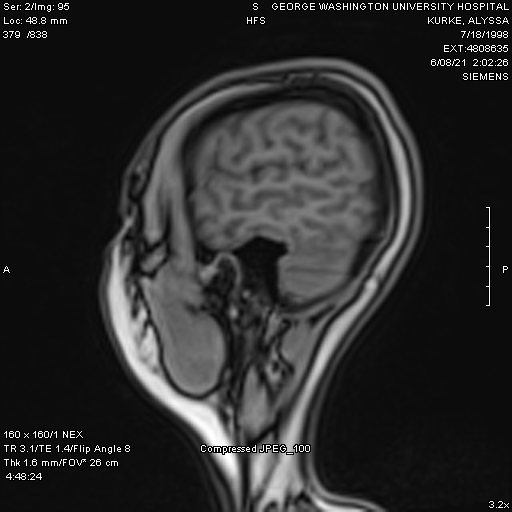 Ser: 2/Img: 95
Loc: 48.8 mm
379 /838
S
HFS
GEORGE WASHINGTON UNIVERSITY HOSPITAL
KURKE, ALYSSA
7/18/1998
EXT:4808635
6/08/21 2:02:26
SIEMENS
A
P
160 x 160/1 NEX
TR 3.1/TE 1.4/Flip Angle 8
Thk 1.6 mm/FOV* 26 cm
4:48:24
Compressed JPEG_100
3.2x